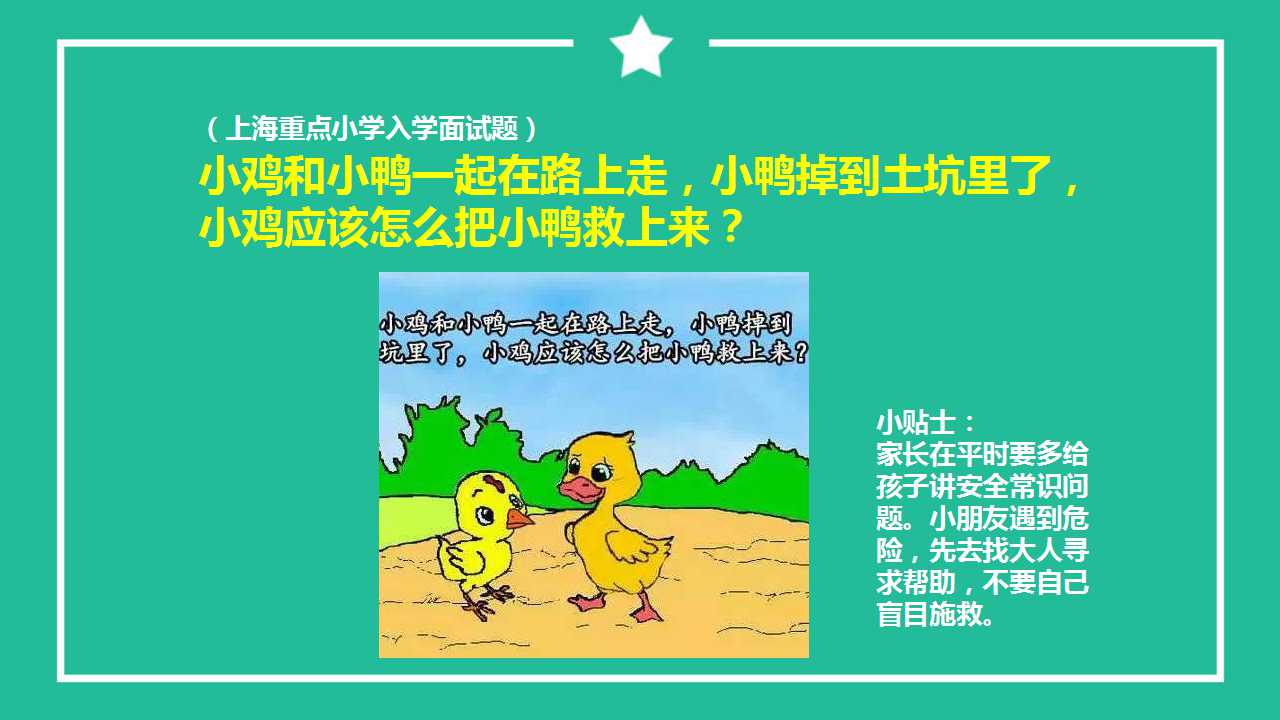 （上海重点小学入学面试题）
小鸡和小鸭一起在路上走，小鸭掉到土坑里了，
小鸡应该怎么把小鸭救上来？
小鸡和小鸭一起在路上走，小鸭掉到
坑里了，小鸡应该怎么把小鸭救上来？
小贴士：
家长在平时要多给
孩子讲安全常识问
题。小朋友遇到危
险，先去找大人寻
求帮助，不要自己
盲目施救。